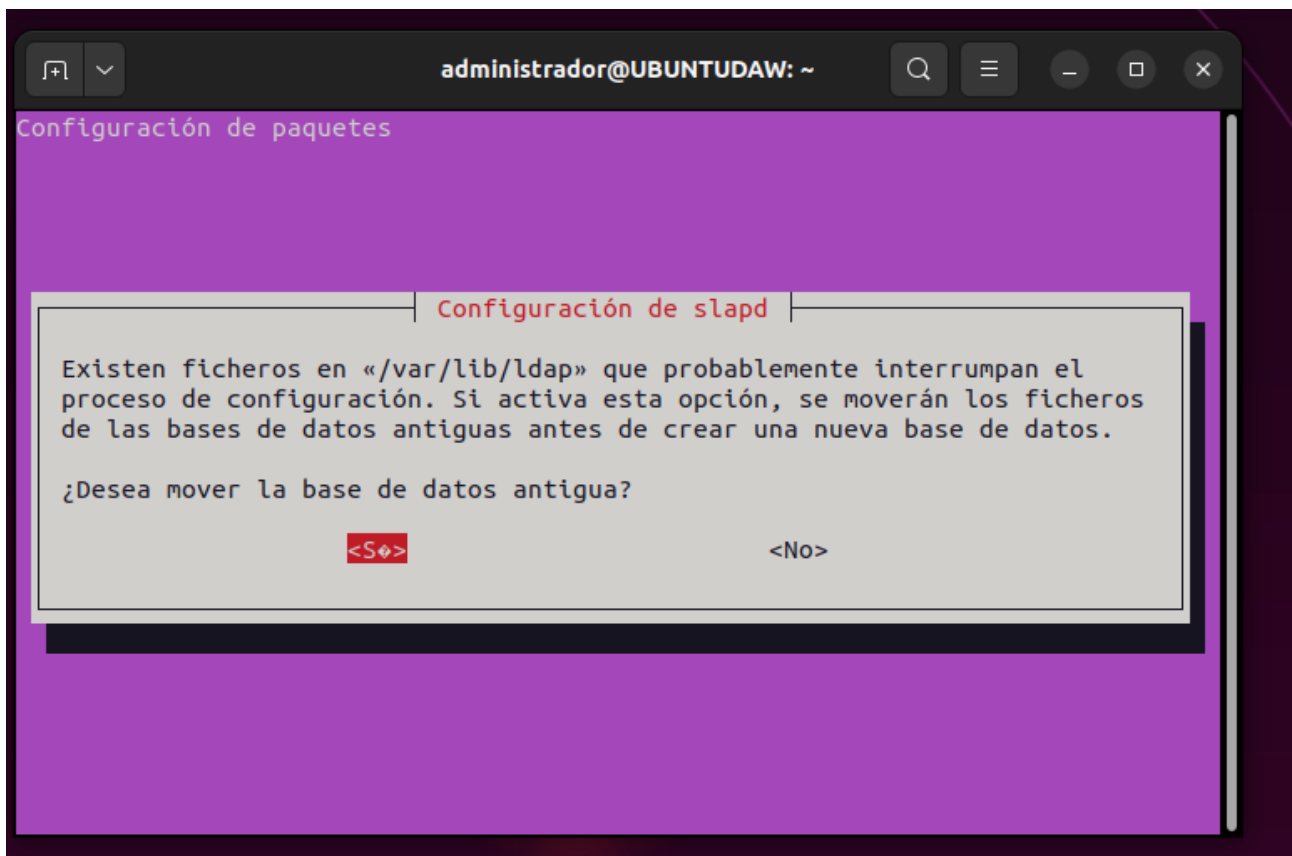 administrador@UBUNTUDAW: ~
Configuración de paquetes
Configuración de slapd
Existen ficheros en «/var/lib/ldap» que probablemente interrumpan el
proceso de configuración. Si activa esta opción, se moverán los ficheros
de las bases de datos antiguas antes de crear una nueva base de datos.
¿Desea mover la base de datos antigua?
<S�> <No>